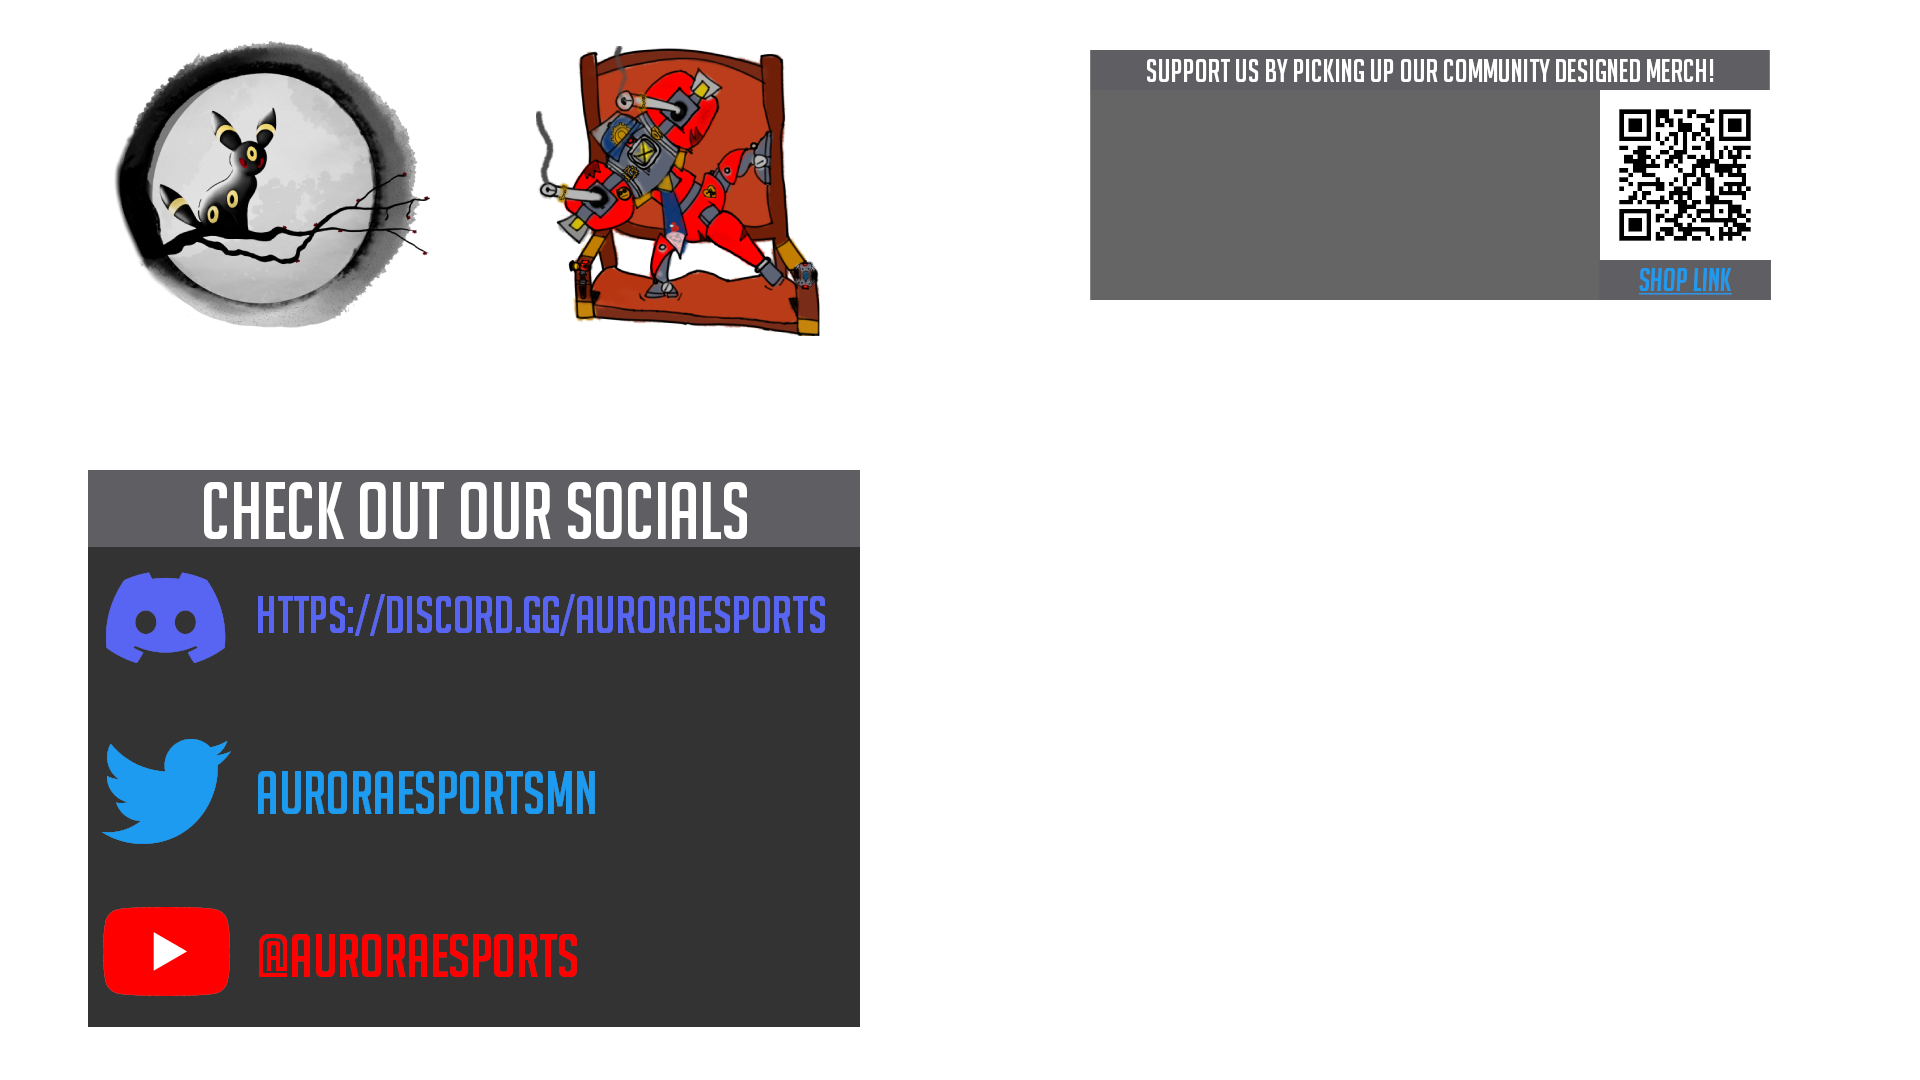 SUPPORT US BY PICKING UP OUR COMMUNITY DESIGNED MERCH!
SHOP LINK
CHECK OUT OUR SOCIALS
HTTPS://DISCORD.GG/AURORAESPORTS
AURORAESPORTSMN
@AURORAESPORTS